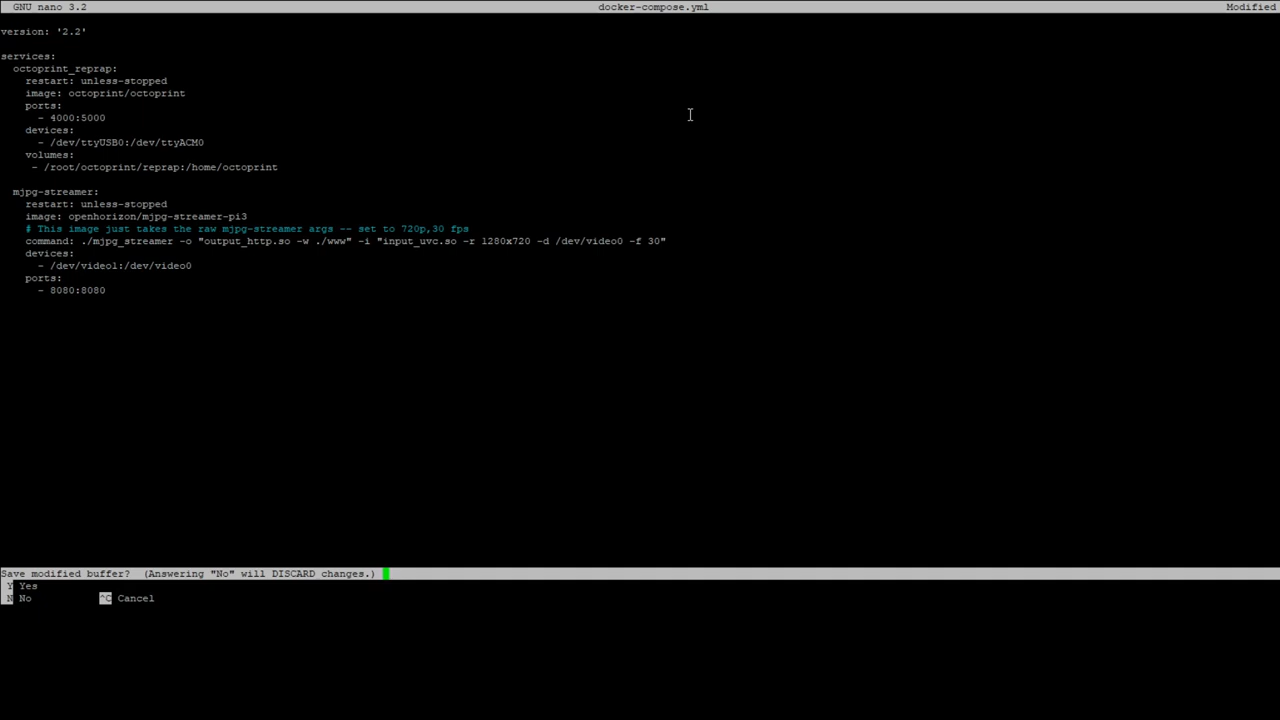 GNU nano 3.2 docker-compose.yml Modified
version: '2.2'
services:
octoprint_reprap:
restart: unless-stopped
image: octoprint/octoprint
ports:
- 4000:5000
devices:
- /dev/ttyUSB0:/dev/ttyACM0
volumes:
- /root/octoprint/reprap:/home/octoprint
mjpg-streamer:
restart: unless-stopped
image: openhorizon/mjpg-streamer-pi3
# This image just takes the raw mjpg-streamer args -- set to 720p,30 fps
command: ./mjpg_streamer -o "output_http.so -w ./www" -i "input_uvc.so -r 1280x720 -d /dev/video0 -f 30"
devices:
- /dev/video1:/dev/video0
ports:
- 8080:8080
Save modified buffer? (Answering "No" will DISCARD changes.)
Y Yes
N No ^C Cancel